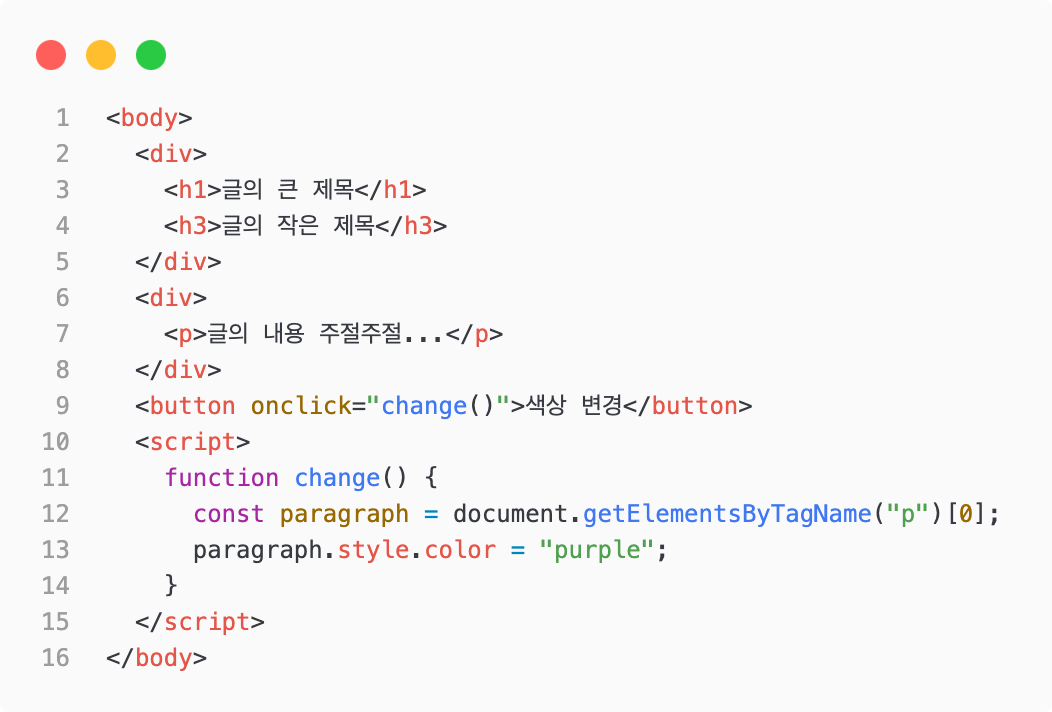 1 <body>
2   <div>
3     <h1>글의 큰 제목</h1>
4     <h3>글의 작은 제목</h3>
5   </div>
6   <div>
7     <p>글의 내용 주절주절...</p>
8   </div>
9   <button onclick="change()">색상 변경</button>
10   <script>
11     function change() {
12       const paragraph = document.getElementsByTagName("p")[0];
13       paragraph.style.color = "purple";
14     }
15   </script>
16 </body>